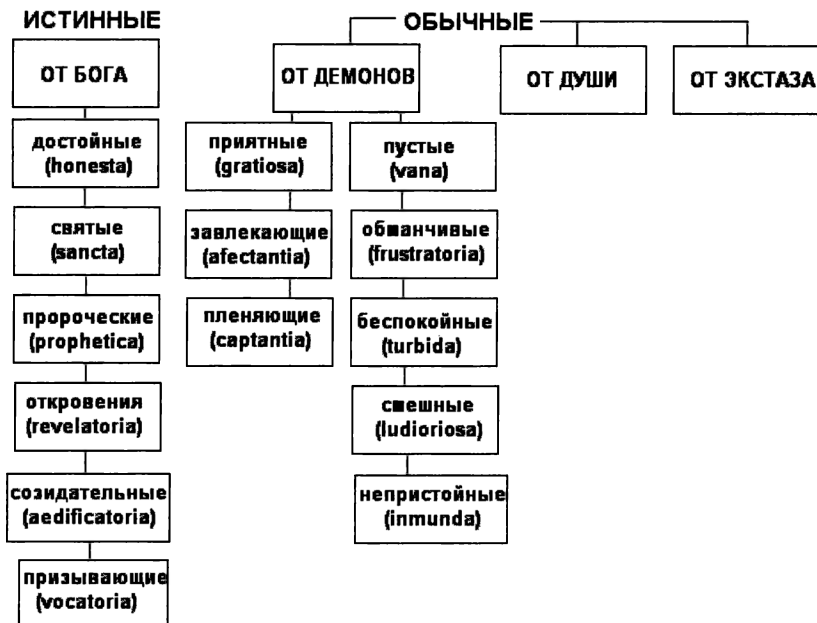 ИСТИННЫЕ
ОТ БОГА
достойные
(honesta)
святые
(sancta)
пророческие
(prophetica)
откровения
(revelatoria)
созидательные
(aedificatoria)
призывающие
(vocatoria)
ОБЫЧНЫЕ
ОТ ДЕМОНОВ
приятные
(gratiosa)
завлекающие
(afectantia)
пленяющие
(captantia)
пустые
(vana)
обманчивые
(frustratoria)
беспокойные
(turbida)
смешные
(ludioriosa)
непристойные
(inmunda)
ОТ ДУШИ
ОТ ЭКСТАЗА